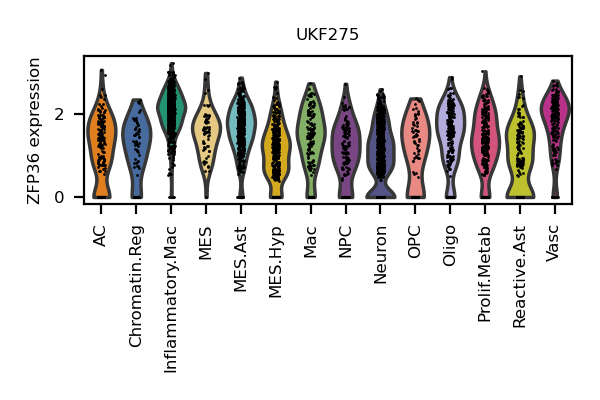 UKF275
ZFP36 expression
2
0
AC
Chromatin.Reg
Inflammatory.Mac
MES
MES.Ast
MES.Hyp
Mac
NPC
Neuron
OPC
Oligo
Prolif.Metab
Reactive.Ast
Vasc